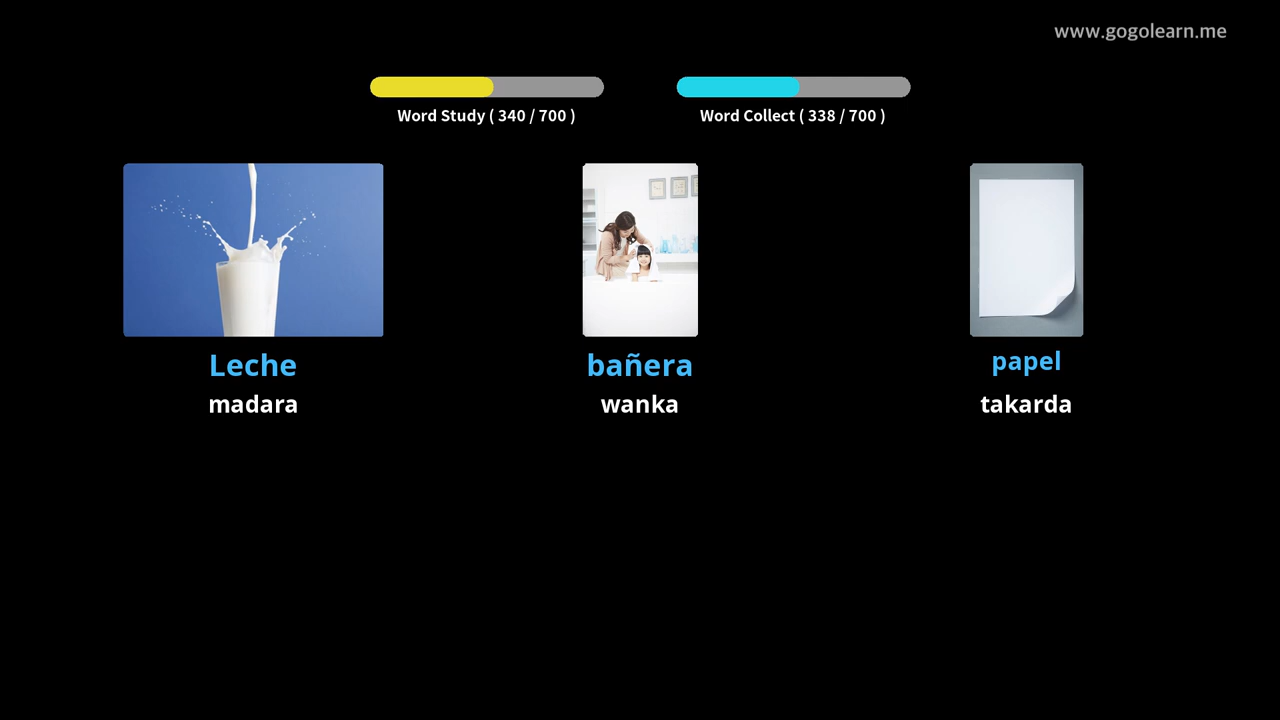 www.gogolearn.me
Word Study ( 340 / 700 )
Word Collect ( 338 / 700 )
Leche
madara
bañera
wanka
papel
takarda